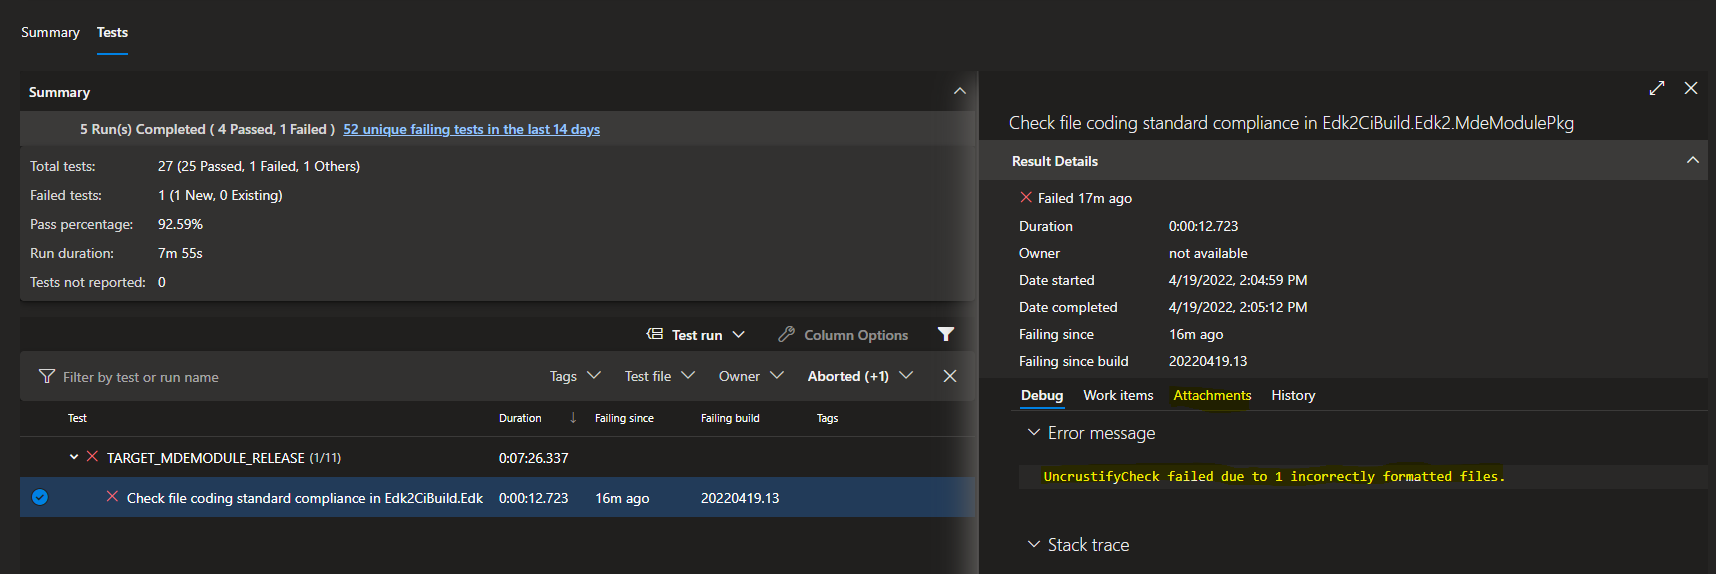 Summary Tests
Summary
5 Run(s) Completed ( 4 Passed, 1 Failed ) 52 unique failing tests in the last 14 days
Total tests: 27 (25 Passed, 1 Failed, 1 Others)
Failed tests: 1 (1 New, 0 Existing)
Pass percentage: 92.59%
Run duration: 7m 55s
Tests not reported: 0
Test run Column Options
Filter by test or run name Tags Test file Owner Aborted (+1)
Test Duration Failing since Failing build Tags
TARGET_MDEMODULE_RELEASE (1/11) 0:07:26.337
Check file coding standard compliance in Edk2CiBuild.Edk 0:00:12.723 16m ago 20220419.13
Check file coding standard compliance in Edk2CiBuild.Edk2.MdeModulePkg
Result Details
Failed 17m ago
Duration 0:00:12.723
Owner not available
Date started 4/19/2022, 2:04:59 PM
Date completed 4/19/2022, 2:05:12 PM
Failing since 16m ago
Failing since build 20220419.13
Debug Work items Attachments History
Error message
UncrustifyCheck failed due to 1 incorrectly formatted files.
Stack trace